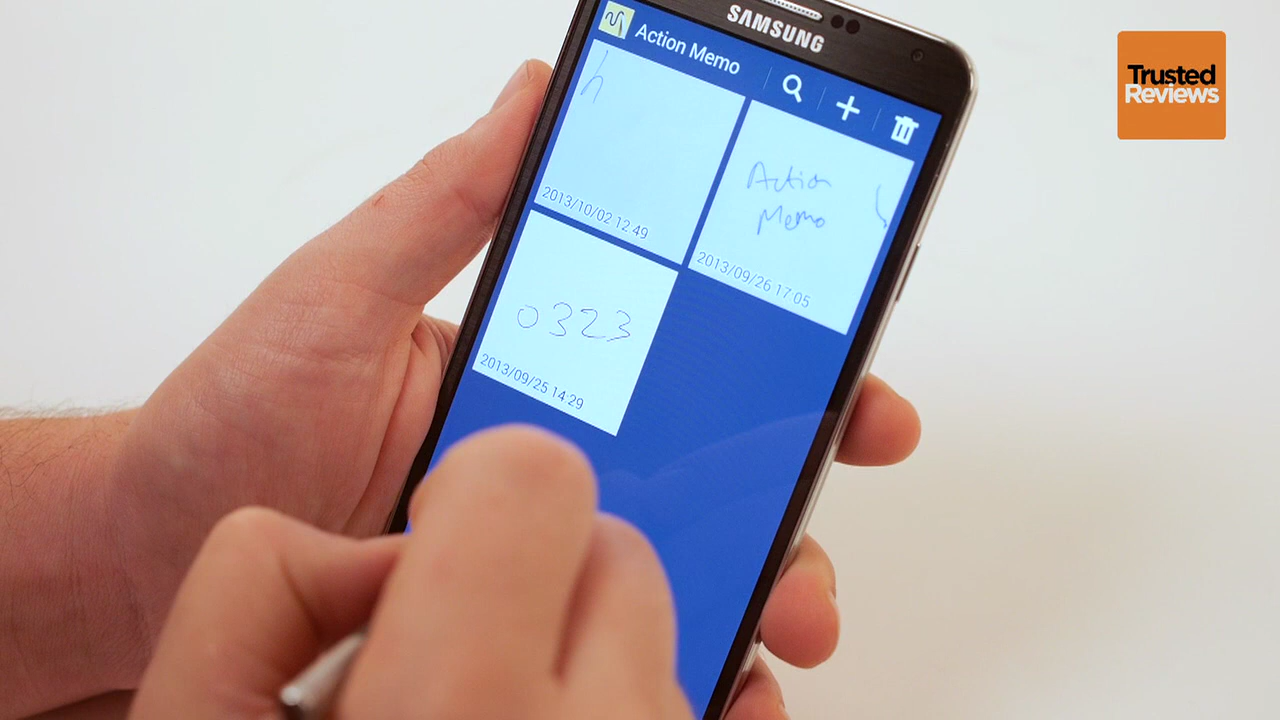 SAMSUNG
Action Memo
h
2013/10/02 12:49
Action
Memo
2013/09/26 17:05
0323
2013/09/25 14:29
Trusted
Reviews